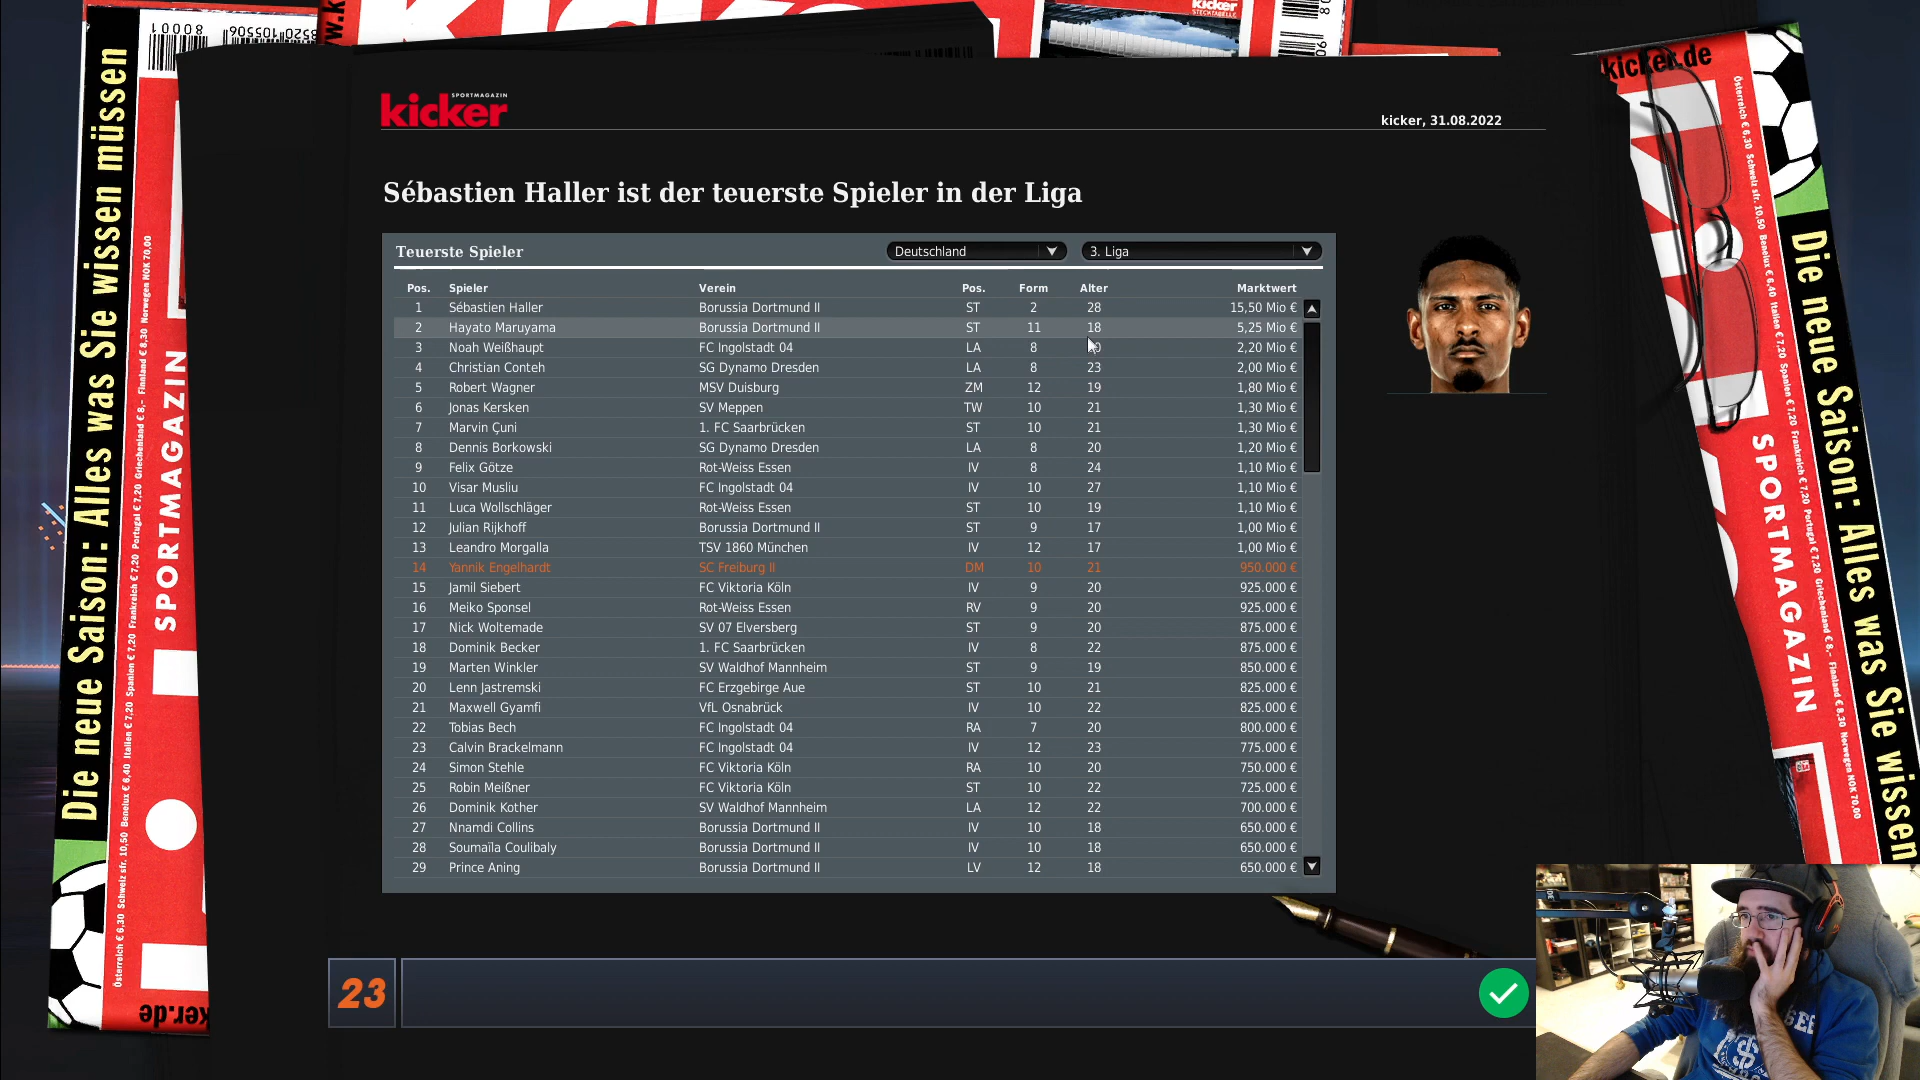 kicker
SPORTMAGAZIN
kicker, 31.08.2022
Sébastien Haller ist der teuerste Spieler in der Liga
Teuerste Spieler Deutschland 3. Liga
Pos. Spieler Verein Pos. Form Alter Marktwert
1 Sébastien Haller Borussia Dortmund II ST 2 28 15,50 Mio €
2 Hayato Maruyama Borussia Dortmund II ST 11 18 5,25 Mio €
3 Noah Weißhaupt FC Ingolstadt 04 LA 8 2,20 Mio €
4 Christian Conteh SG Dynamo Dresden LA 8 23 2,00 Mio €
5 Robert Wagner MSV Duisburg ZM 12 19 1,80 Mio €
6 Jonas Kersken SV Meppen TW 10 21 1,30 Mio €
7 Marvin Çuni 1. FC Saarbrücken ST 10 21 1,30 Mio €
8 Dennis Borkowski SG Dynamo Dresden LA 8 20 1,20 Mio €
9 Felix Götze Rot-Weiss Essen IV 8 24 1,10 Mio €
10 Visar Musliu FC Ingolstadt 04 IV 10 27 1,10 Mio €
11 Luca Wollschläger Rot-Weiss Essen ST 10 19 1,10 Mio €
12 Julian Rijkhoff Borussia Dortmund II ST 9 17 1,00 Mio €
13 Leandro Morgalla TSV 1860 München IV 12 17 1,00 Mio €
14 Yannik Engelhardt SC Freiburg II DM 10 21 950.000 €
15 Jamil Siebert FC Viktoria Köln IV 9 20 925.000 €
16 Meiko Sponsel Rot-Weiss Essen RV 9 20 925.000 €
17 Nick Woltemade SV 07 Elversberg ST 9 20 875.000 €
18 Dominik Becker 1. FC Saarbrücken IV 8 22 875.000 €
19 Marten Winkler SV Waldhof Mannheim ST 9 19 850.000 €
20 Lenn Jastremski FC Erzgebirge Aue ST 10 21 825.000 €
21 Maxwell Gyamfi VfL Osnabrück IV 10 22 825.000 €
22 Tobias Bech FC Ingolstadt 04 RA 7 20 800.000 €
23 Calvin Brackelmann FC Ingolstadt 04 IV 12 23 775.000 €
24 Simon Stehle FC Viktoria Köln RA 10 20 750.000 €
25 Robin Meißner FC Viktoria Köln ST 10 22 725.000 €
26 Dominik Kother SV Waldhof Mannheim LA 12 22 700.000 €
27 Nnamdi Collins Borussia Dortmund II IV 10 18 650.000 €
28 Soumaïla Coulibaly Borussia Dortmund II IV 10 18 650.000 €
29 Prince Aning Borussia Dortmund II LV 12 18 650.000 €
23
Die neue Saison: Alles was Sie wissen müssen
SPORTMAGAZIN
kicker.de
Die neue Saison: Alles was Sie wissen
SPORTMAGAZIN